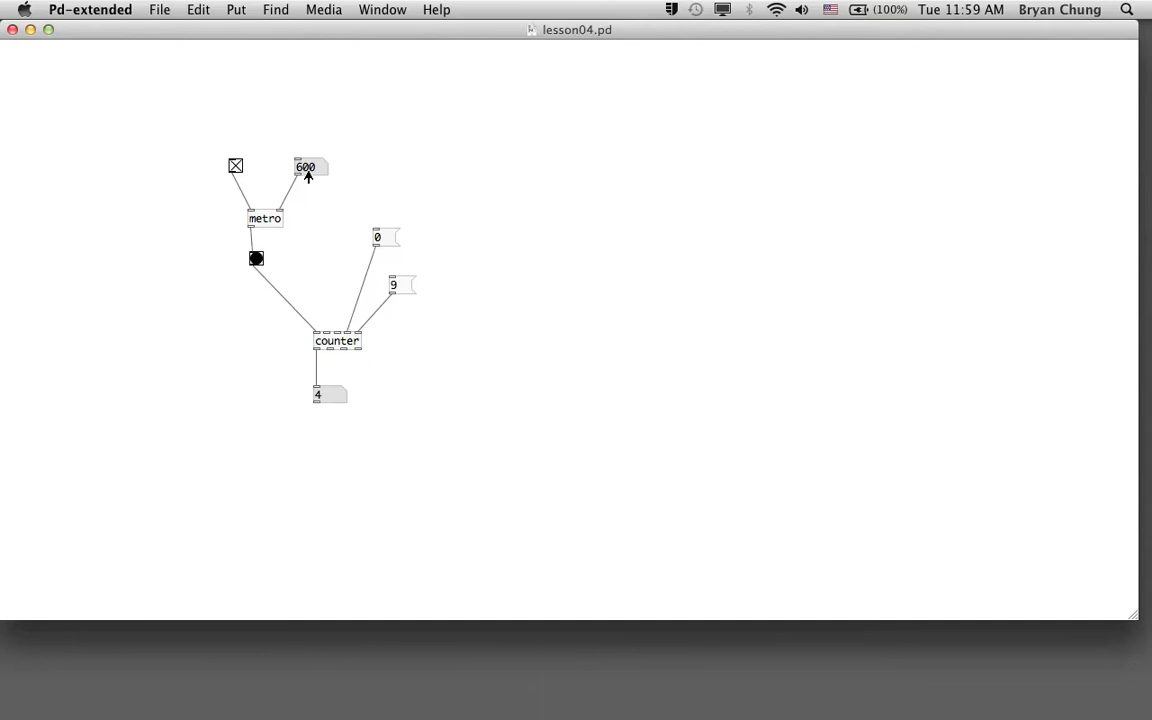 Pd-extended File Edit Put Find Media Window Help (100%) Tue 11:59 AM Bryan Chung
lesson04.pd
600
metro
0
9
counter
4